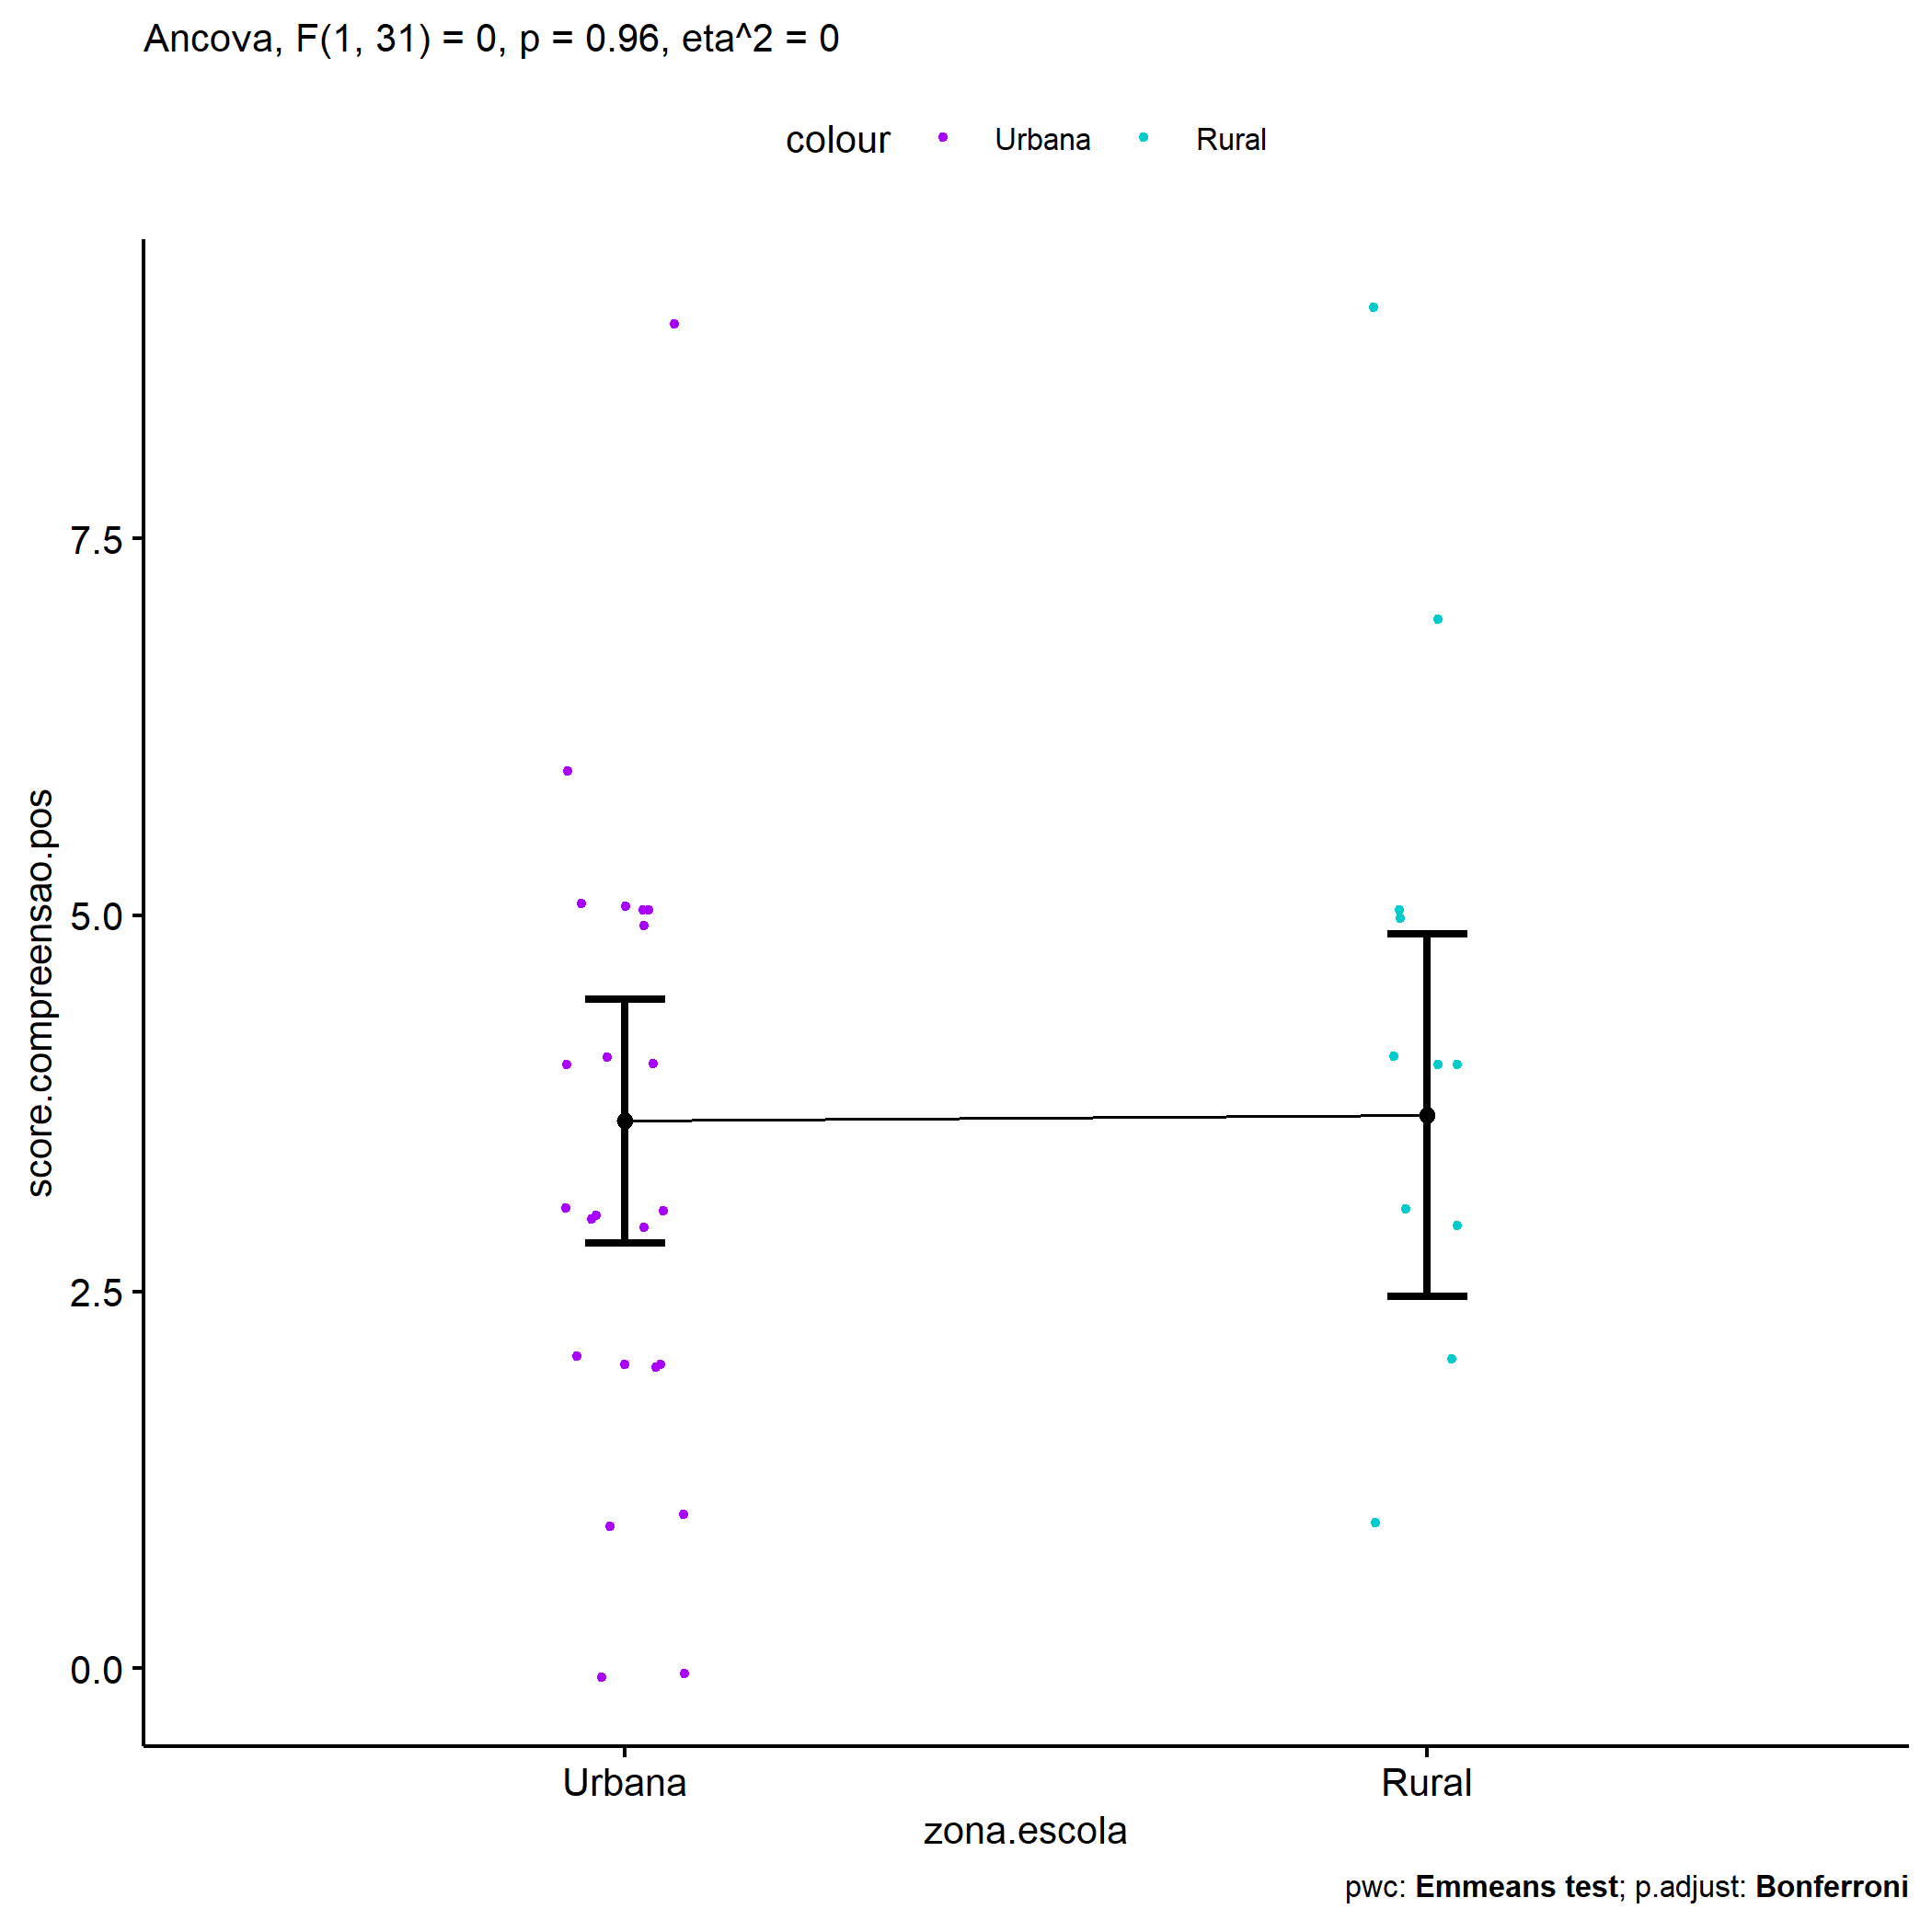 Ancova, F(1, 31) = 0, p = 0.96, eta^2 = 0
colour Urbana Rural
score.compreensao.pos
7.5
5.0
2.5
0.0
Urbana Rural
zona.escola
pwc: Emmeans test; p.adjust: Bonferroni